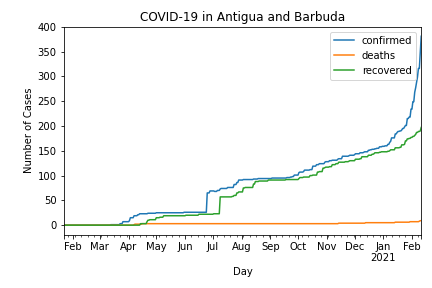 COVID-19 in Antigua and Barbuda
400
350
300
250
200
150
100
50
0
Number of Cases
confirmed
deaths
recovered
Feb Mar Apr May Jun Jul Aug Sep Oct Nov Dec Jan Feb
2021
Day